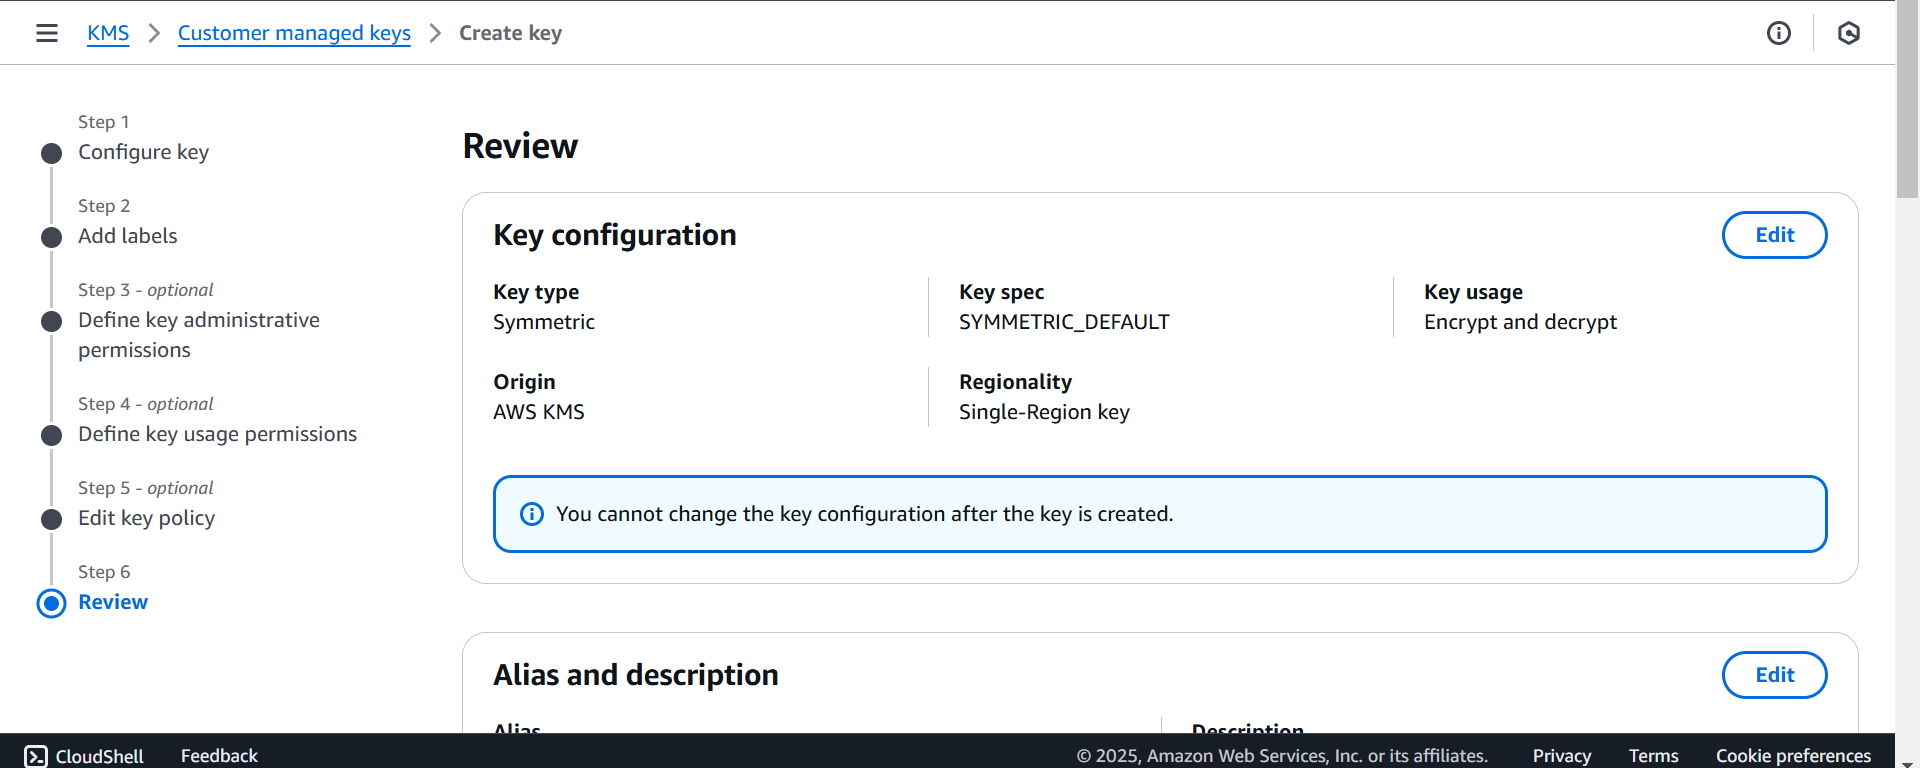 KMS > Customer managed keys > Create key
Step 1
Configure key
Step 2
Add labels
Step 3 - optional
Define key administrative
permissions
Step 4 - optional
Define key usage permissions
Step 5 - optional
Edit key policy
Step 6
Review
Review
Key configuration
Edit
Key type
Symmetric
Key spec
SYMMETRIC_DEFAULT
Key usage
Encrypt and decrypt
Origin
AWS KMS
Regionality
Single-Region key
You cannot change the key configuration after the key is created.
Alias and description
Edit
Alias
Description
CloudShell
Feedback
© 2025, Amazon Web Services, Inc. or its affiliates.
Privacy
Terms
Cookie preferences